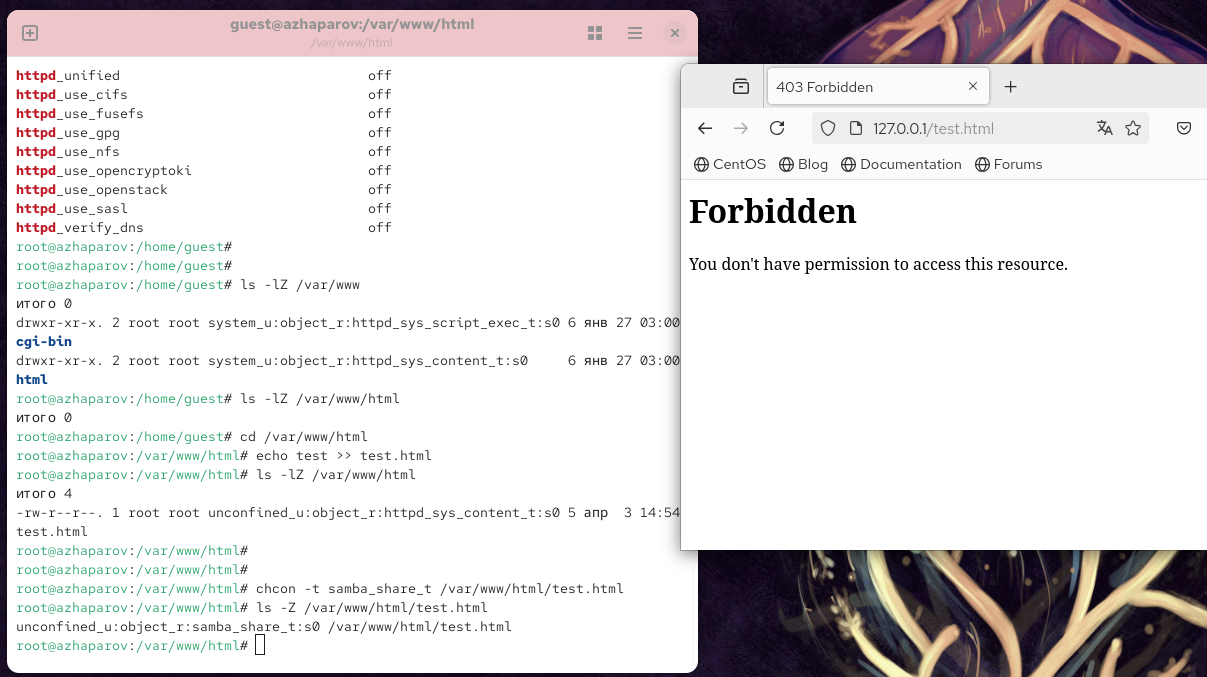 guest@azhaparov:/var/www/html
/var/www/html
httpd_unified off
httpd_use_cifs off
httpd_use_fusefs off
httpd_use_gpg off
httpd_use_nfs off
httpd_use_opencryptoki off
httpd_use_openstack off
httpd_use_sasl off
httpd_verify_dns off
root@azhaparov:/home/guest#
root@azhaparov:/home/guest#
root@azhaparov:/home/guest# ls -lZ /var/www
итого 0
drwxr-xr-x. 2 root root system_u:object_r:httpd_sys_script_exec_t:s0 6 янв 27 03:00
cgi-bin
drwxr-xr-x. 2 root root system_u:object_r:httpd_sys_content_t:s0 6 янв 27 03:00
html
root@azhaparov:/home/guest# ls -lZ /var/www/html
итого 0
root@azhaparov:/home/guest# cd /var/www/html
root@azhaparov:/var/www/html# echo test >> test.html
root@azhaparov:/var/www/html# ls -lZ /var/www/html
итого 4
-rw-r--r--. 1 root root unconfined_u:object_r:httpd_sys_content_t:s0 5 апр 3 14:54
test.html
root@azhaparov:/var/www/html#
root@azhaparov:/var/www/html#
root@azhaparov:/var/www/html# chcon -t samba_share_t /var/www/html/test.html
root@azhaparov:/var/www/html# ls -Z /var/www/html/test.html
unconfined_u:object_r:samba_share_t:s0 /var/www/html/test.html
root@azhaparov:/var/www/html#
403 Forbidden
127.0.0.1/test.html
CentOS Blog Documentation Forums
Forbidden
You don't have permission to access this resource.